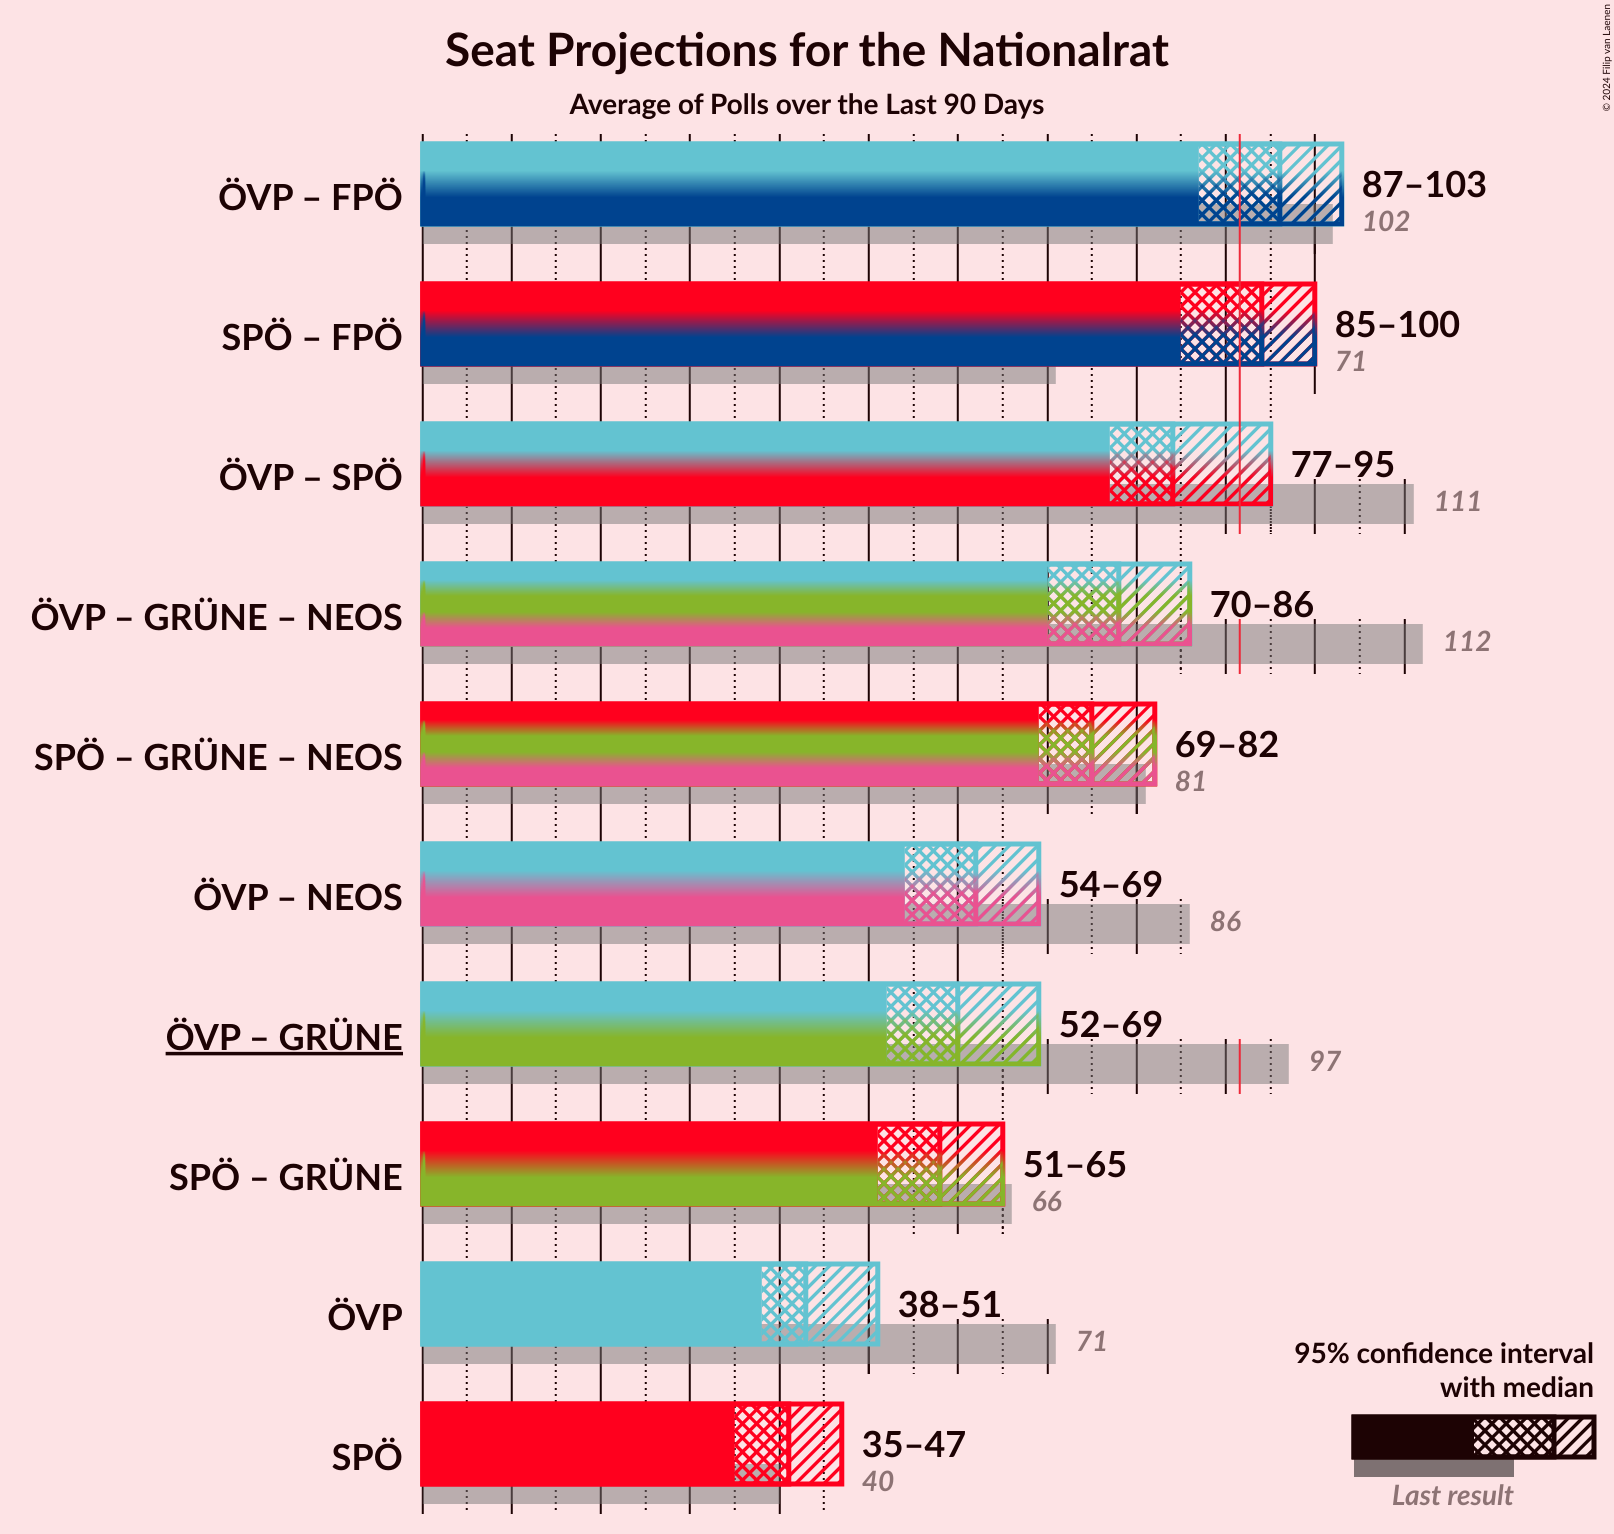 Seat Projections for the Nationalrat
Average of Polls over the Last 90 Days
© 2024 Filip van Laenen
ÖVP – FPÖ
87–103
102
SPÖ – FPÖ
85–100
71
ÖVP – SPÖ
77–95
111
ÖVP – GRÜNE – NEOS
70–86
112
SPÖ – GRÜNE – NEOS
69–82
81
ÖVP – NEOS
54–69
86
ÖVP – GRÜNE
52–69
97
SPÖ – GRÜNE
51–65
66
ÖVP
38–51
71
SPÖ
35–47
40
95% confidence interval
with median
Last result